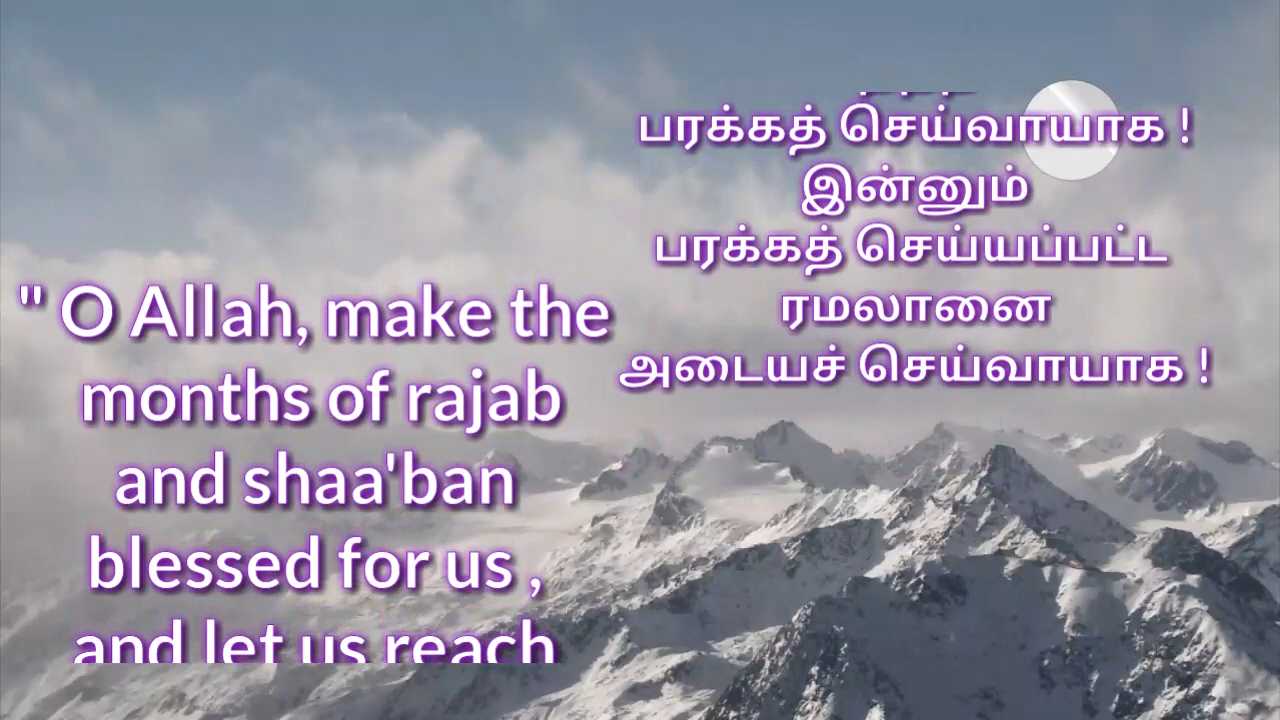 " O Allah, make the
months of rajab
and shaa'ban
blessed for us ,
and let us reach
பரக்கத் செய்வாயாக !
இன்னும்
பரக்கத் செய்யப்பட்ட
ரமலானை
அடையச் செய்வாயாக !